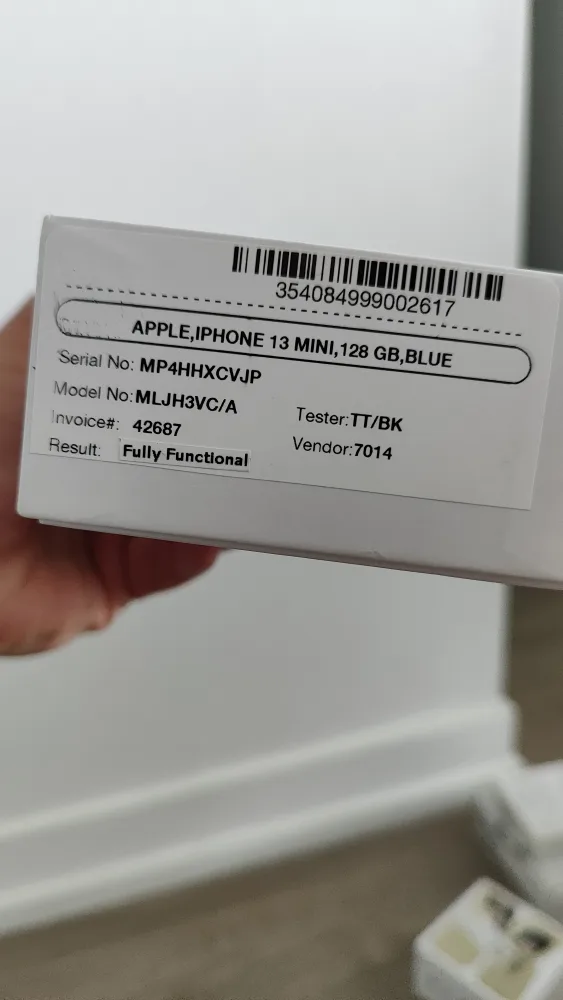 354084999002617
APPLE,IPHONE 13 MINI,128 GB,BLUE
Serial No: MP4HHXCVJP
Model No:MLJH3VC/A
Tester:TT/BK
Invoice#: 42687
Vendor:7014
Result: Fully Functional